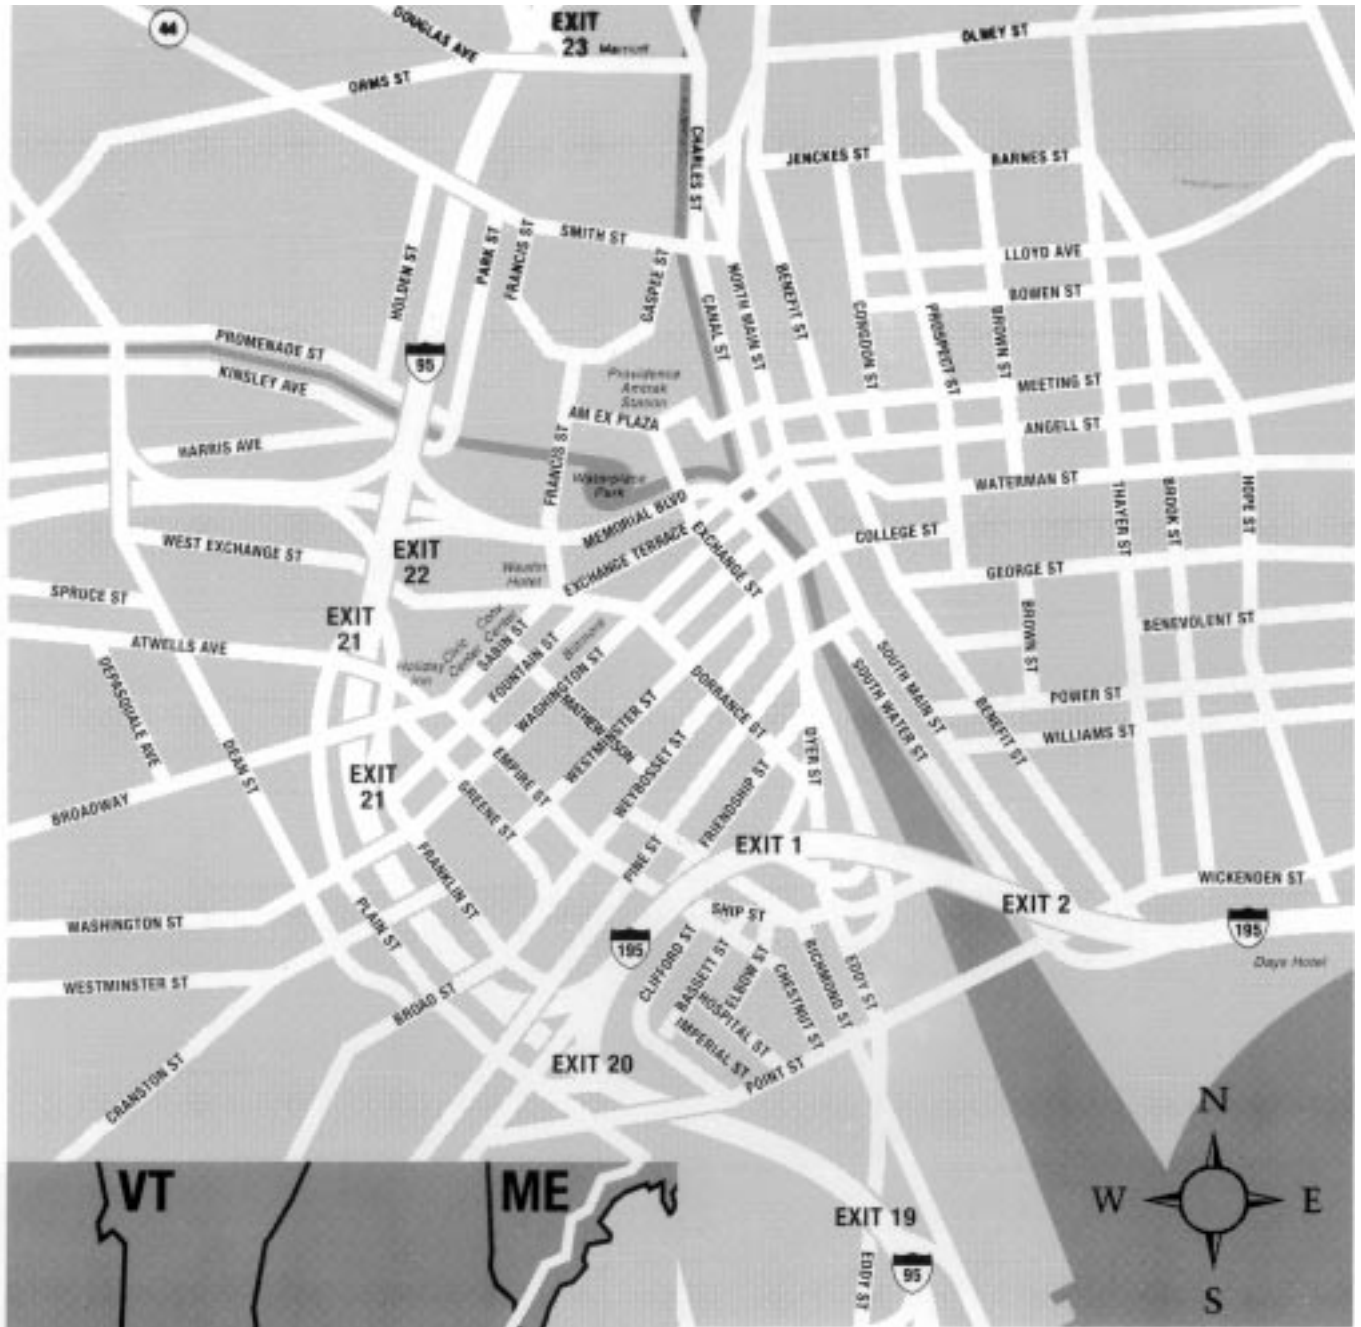 44
DOUGLAS AVE
EXIT
23
Marriott
OLNEY ST
ORMS ST
CHARLES ST
JENCKES ST
BARNES ST
SMITH ST
PARK ST
FRANCIS ST
GASPEE ST
HOLDEN ST
NORTH MAIN ST
BENEFIT ST
LLOYD AVE
BOWEN ST
CANAL ST
CONGDON ST
PROSPECT ST
BROWN ST
PROMENADE ST
95
KINSLEY AVE
Providence
Amtrak
Station
MEETING ST
AM EX PLAZA
ANGELL ST
HARRIS AVE
FRANCIS ST
Waterplace
Park
WATERMAN ST
THAYER ST
BROOK ST
HOPE ST
MEMORIAL BLVD
EXCHANGE TERRACE
EXCHANGE ST
COLLEGE ST
WEST EXCHANGE ST
EXIT
22
Westin
Hotel
GEORGE ST
SPRUCE ST
EXIT
21
ATWELLS AVE
Holiday
Inn
Civic
Center
Conv
Center
SABIN ST
FOUNTAIN ST
Biltmore
WASHINGTON ST
BROWN ST
BENEVOLENT ST
DEPASQUALE AVE
DEAN ST
MATHEWSON
WESTMINSTER ST
DORRANCE ST
SOUTH MAIN ST
SOUTH WATER ST
BENEFIT ST
POWER ST
WILLIAMS ST
EXIT
21
EMPIRE ST
GREENE ST
WEYBOSSET ST
FRIENDSHIP ST
DYER ST
BROADWAY
FRANKLIN ST
PINE ST
EXIT 1
WICKENDEN ST
PLAIN ST
EXIT 2
WASHINGTON ST
SHIP ST
195
195
Days Hotel
CLIFFORD ST
BASSETT ST
ELBOW ST
HOSPITAL ST
IMPERIAL ST
CHESTNUT ST
RICHMOND ST
EDDY ST
WESTMINSTER ST
BROAD ST
CRANSTON ST
EXIT 20
POINT ST
VT
ME
N
W
E
S
EXIT 19
95
EDDY ST